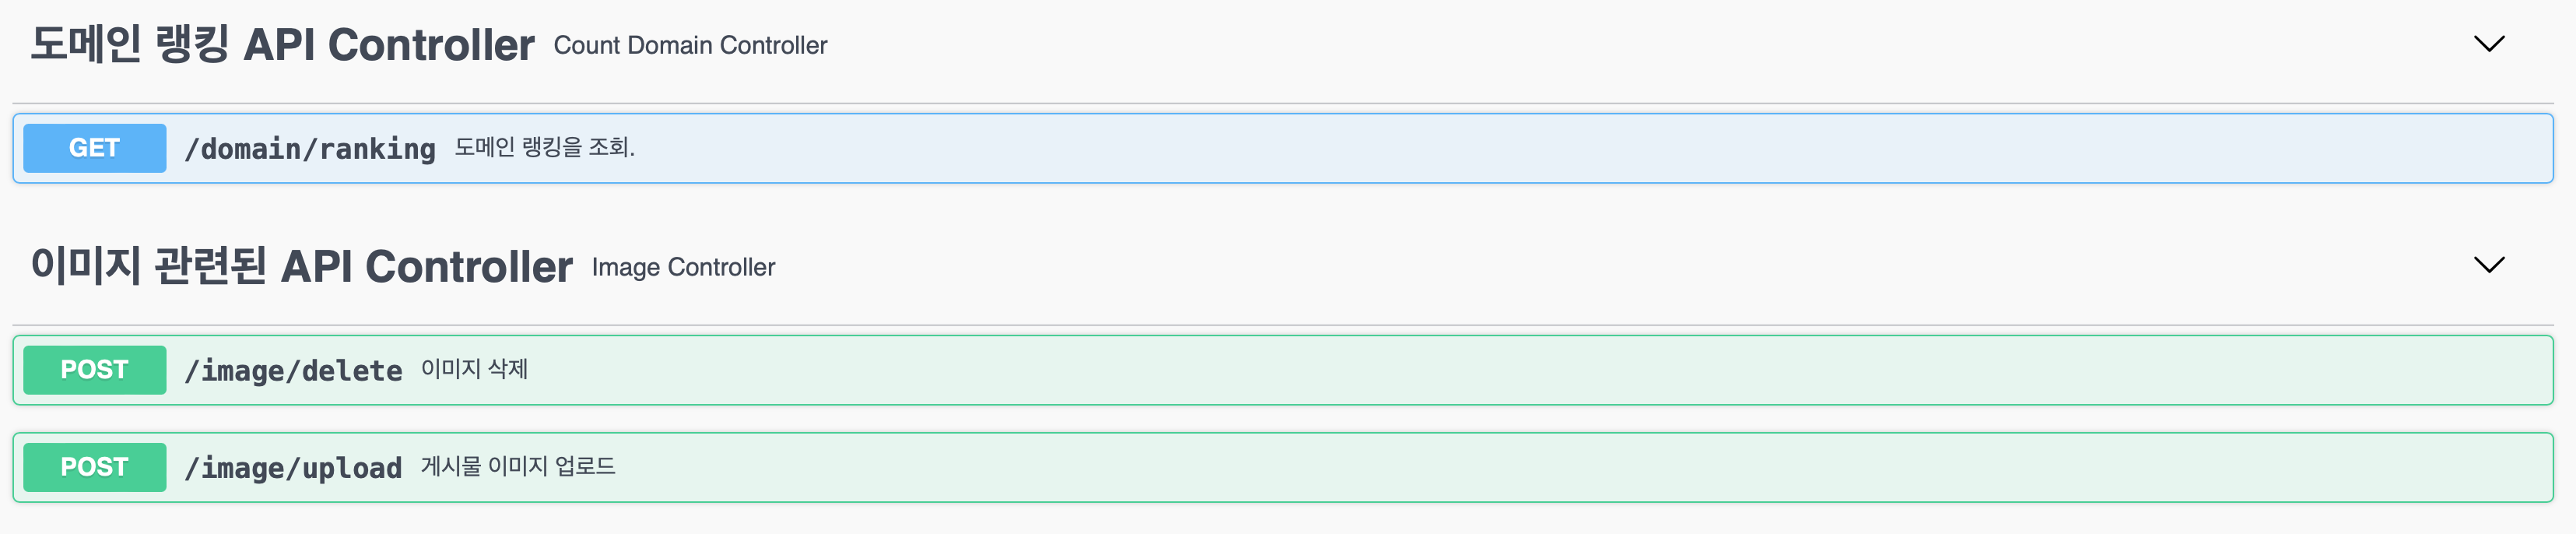 도메인 랭킹 API Controller Count Domain Controller
GET /domain/ranking 도메인 랭킹을 조회.
이미지 관련된 API Controller Image Controller
POST /image/delete 이미지 삭제
POST /image/upload 게시물 이미지 업로드